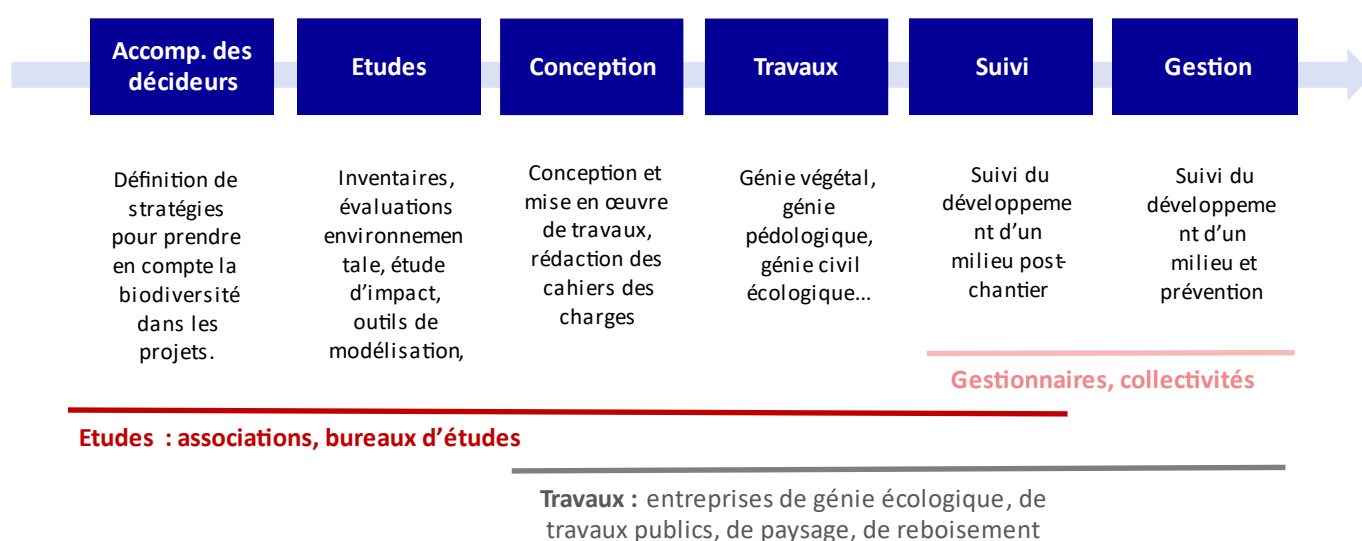 Accomp. des
décideurs
Etudes
Conception
Travaux
Suivi
Gestion
Définition de
stratégies
pour prendre
en compte la
biodiversité
dans les
projets.
Inventaires,
évaluations
environnemen
tale, étude
d'impact,
outils de
modélisation,
Conception et
mise en œuvre
de travaux,
rédaction des
cahiers des
charges
Génie végétal,
génie
pédologique,
génie civil
écologique...
Suivi du
développeme
nt d'un
milieu post-
chantier
Suivi du
développeme
nt d'un
milieu et
prévention
Gestionnaires, collectivités
Etudes : associations, bureaux d'études
Travaux : entreprises de génie écologique, de
travaux publics, de paysage, de reboisement